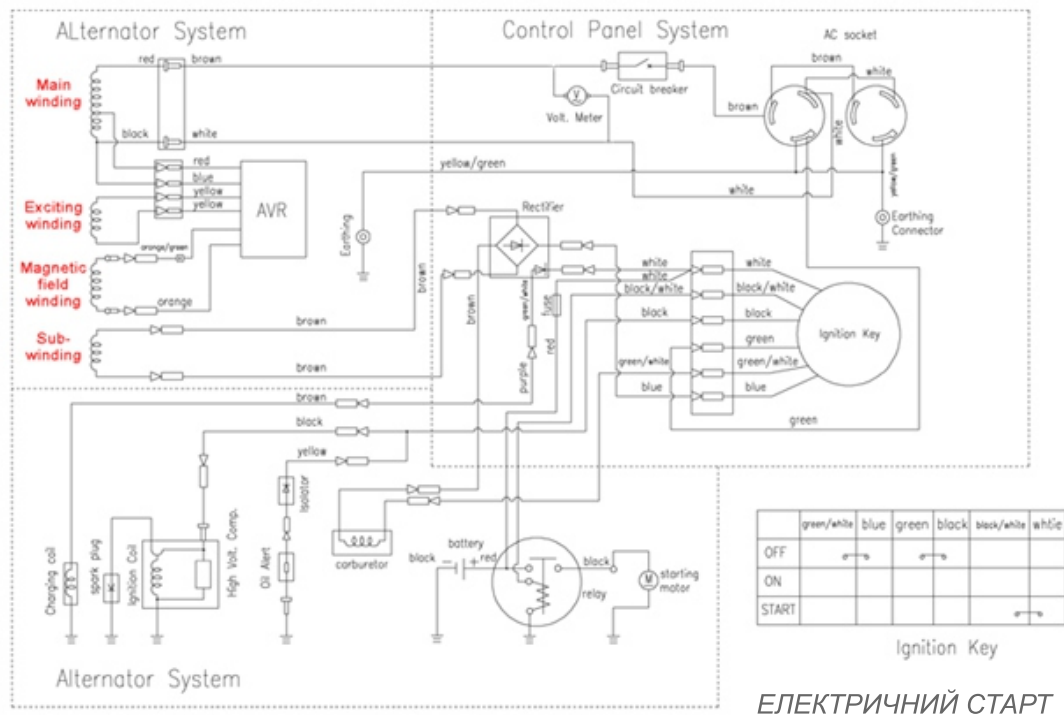 ALternator System
Control Panel System
AC socket
red
brown
brown
white
Main winding
Circuit breaker
brown
Volt. Meter
black
white
white
red
blue
yellow
yellow
AVR
yellow/green
white
yellow/green
Exciting winding
Rectifier
Earthing
Earthing Connector
orange/green
Magnetic field winding
orange
brown
brown
green/white
fuse
white
white
black/white
black
green/white
blue
white
black/white
black
green
green/white
blue
Ignition Key
Sub-winding
brown
brown
red
purple
green
brown
black
yellow
Isolator
Charging coil
spark plug
Ignition Coil
High Volt. Comp.
Oil Alert
carburetor
black
battery
- +
red
black
relay
M
starting motor
V
green/white blue green black black/white whtie
OFF
ON
START
Ignition Key
Alternator System
ЕЛЕКТРИЧНИЙ СТАРТ